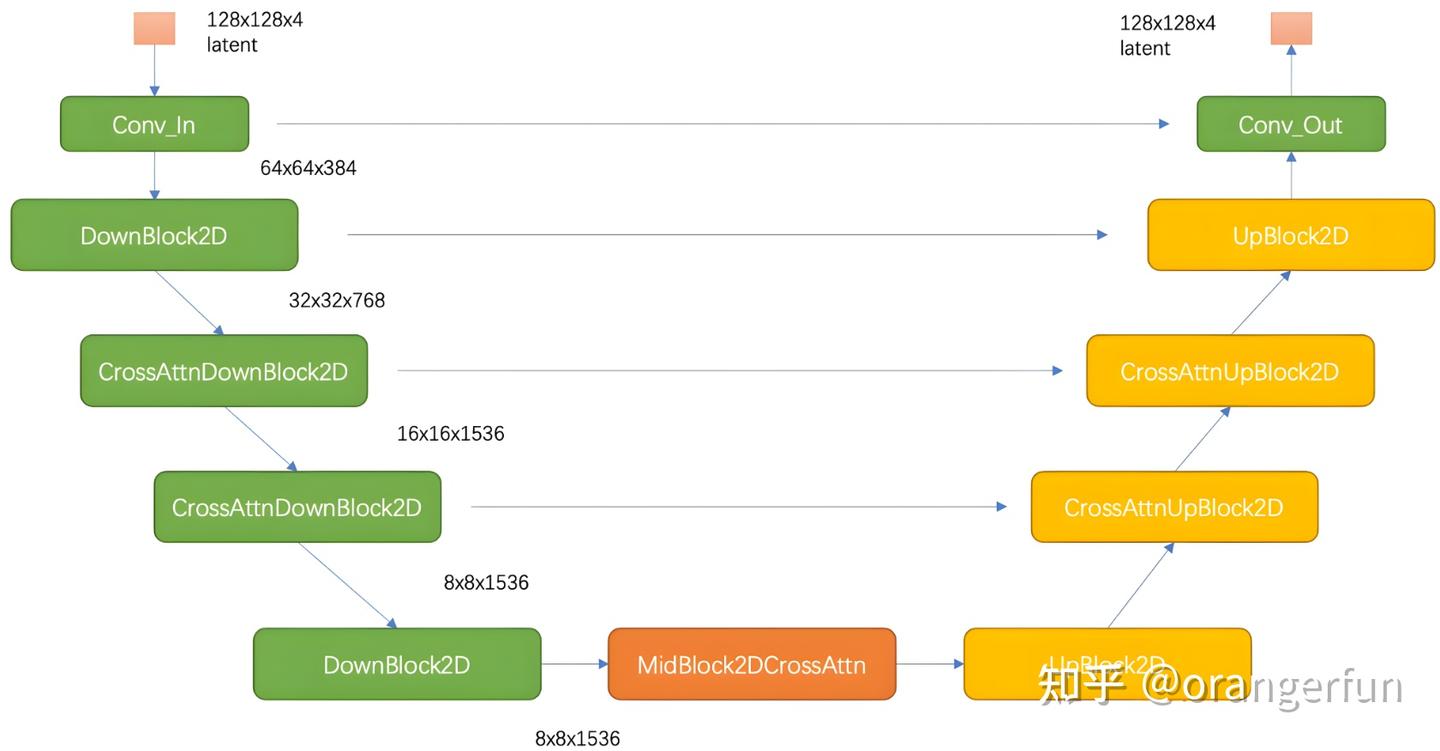 128x128x4
latent
128x128x4
latent
Conv_In
Conv_Out
64x64x384
DownBlock2D
UpBlock2D
32x32x768
CrossAttnDownBlock2D
CrossAttnUpBlock2D
16x16x1536
CrossAttnDownBlock2D
CrossAttnUpBlock2D
8x8x1536
DownBlock2D
MidBlock2DCrossAttn
UpBlock2D
知乎 @orangerfun
8x8x1536